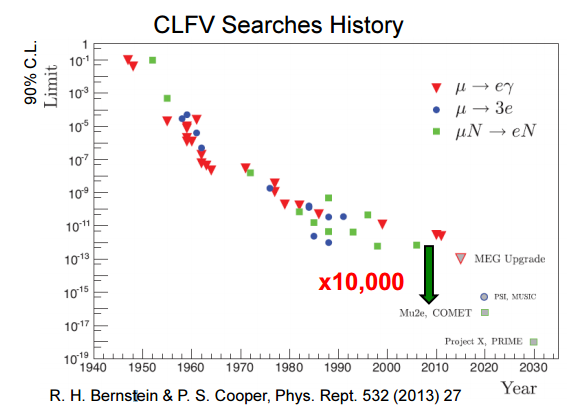 CLFV Searches History
90% C.L.
Limit
1
10-1
10-3
10-5
10-7
10-9
10-11
10-13
10-15
10-17
10-19
μ → eγ
μ → 3e
μN → eN
MEG Upgrade
x10,000
PSI, MUSIC
Mu2e, COMET
Project X, PRIME
1940 1950 1960 1970 1980 1990 2000 2010 2020 2030
Year
R. H. Bernstein & P. S. Cooper, Phys. Rept. 532 (2013) 27